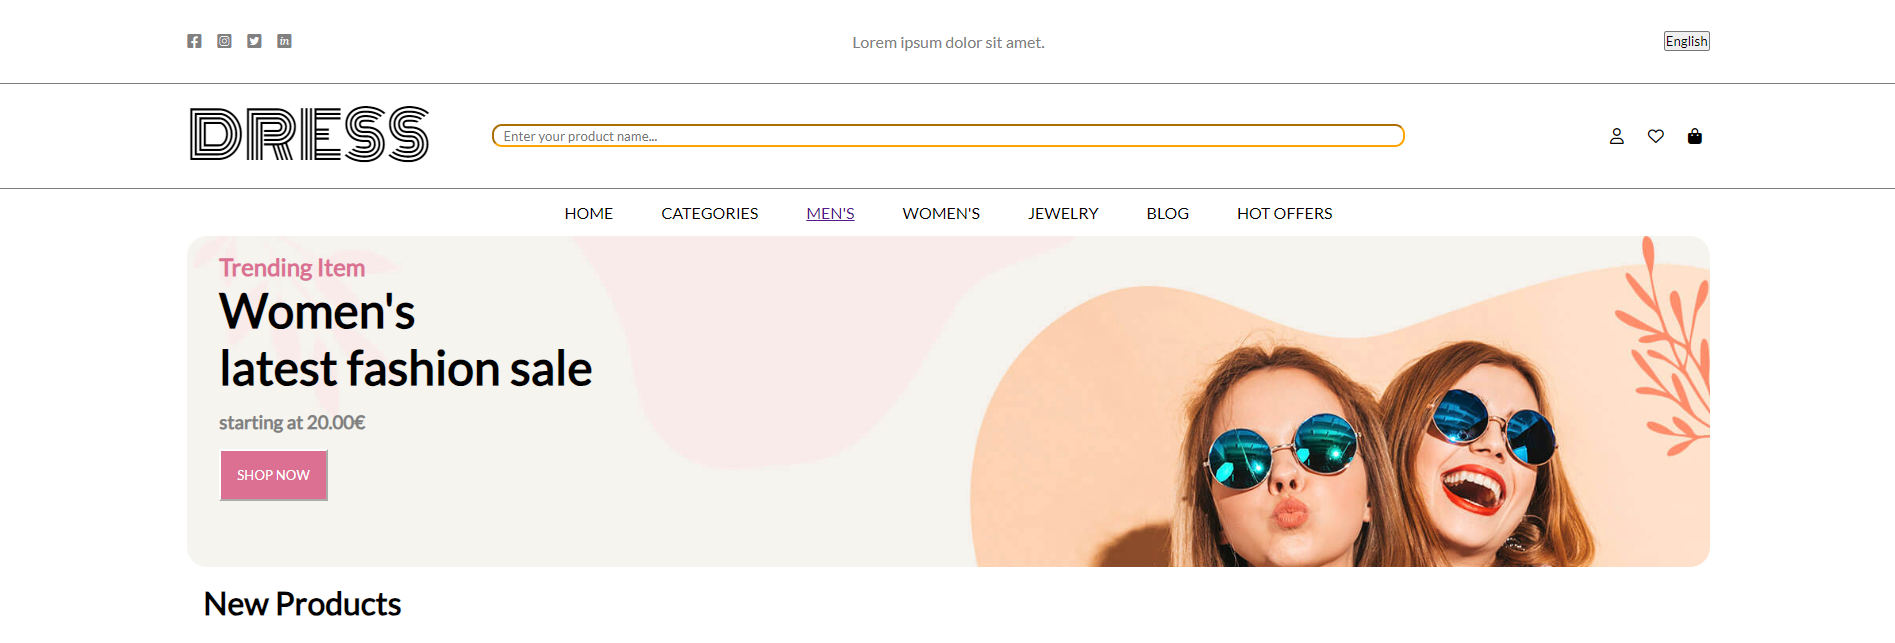 Lorem ipsum dolor sit amet.
English
DRESS
Enter your product name...
HOME CATEGORIES MEN'S WOMEN'S JEWELRY BLOG HOT OFFERS
Trending Item
Women's
latest fashion sale
starting at 20.00€
SHOP NOW
New Products